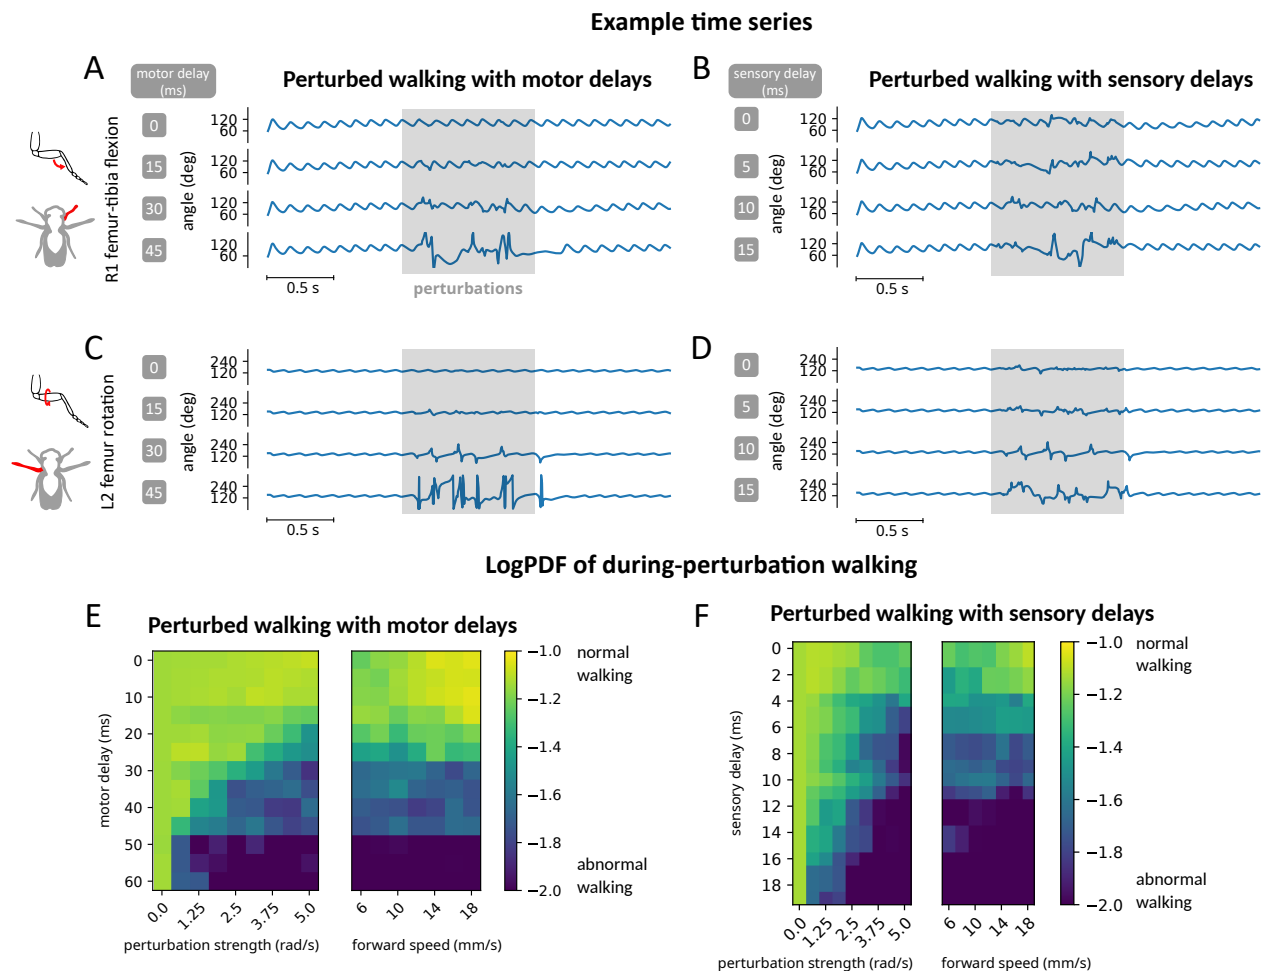 Example time series
A
motor delay
(ms)
Perturbed walking with motor delays
R1 femur-tibia flexion
angle (deg)
0
120
60
15
120
60
30
120
60
45
120
60
0.5 s
perturbations
B
sensory delay
(ms)
Perturbed walking with sensory delays
angle (deg)
0
120
60
5
120
60
10
120
60
15
120
60
0.5 s
C
L2 femur rotation
angle (deg)
0
240
120
15
240
120
30
240
120
45
240
120
0.5 s
D
angle (deg)
0
240
120
5
240
120
10
240
120
15
240
120
0.5 s
LogPDF of during-perturbation walking
E
Perturbed walking with motor delays
motor delay (ms)
0
10
20
30
40
50
60
0.0 1.25 2.5 3.75 5.0
perturbation strength (rad/s)
6 10 14 18
forward speed (mm/s)
−1.0
−1.2
−1.4
−1.6
−1.8
−2.0
normal
walking
abnormal
walking
F
Perturbed walking with sensory delays
sensory delay (ms)
0
2
4
6
8
10
12
14
16
18
0.0 1.25 2.5 3.75 5.0
perturbation strength (rad/s)
6 10 14 18
forward speed (mm/s)
−1.0
−1.2
−1.4
−1.6
−1.8
−2.0
normal
walking
abnormal
walking